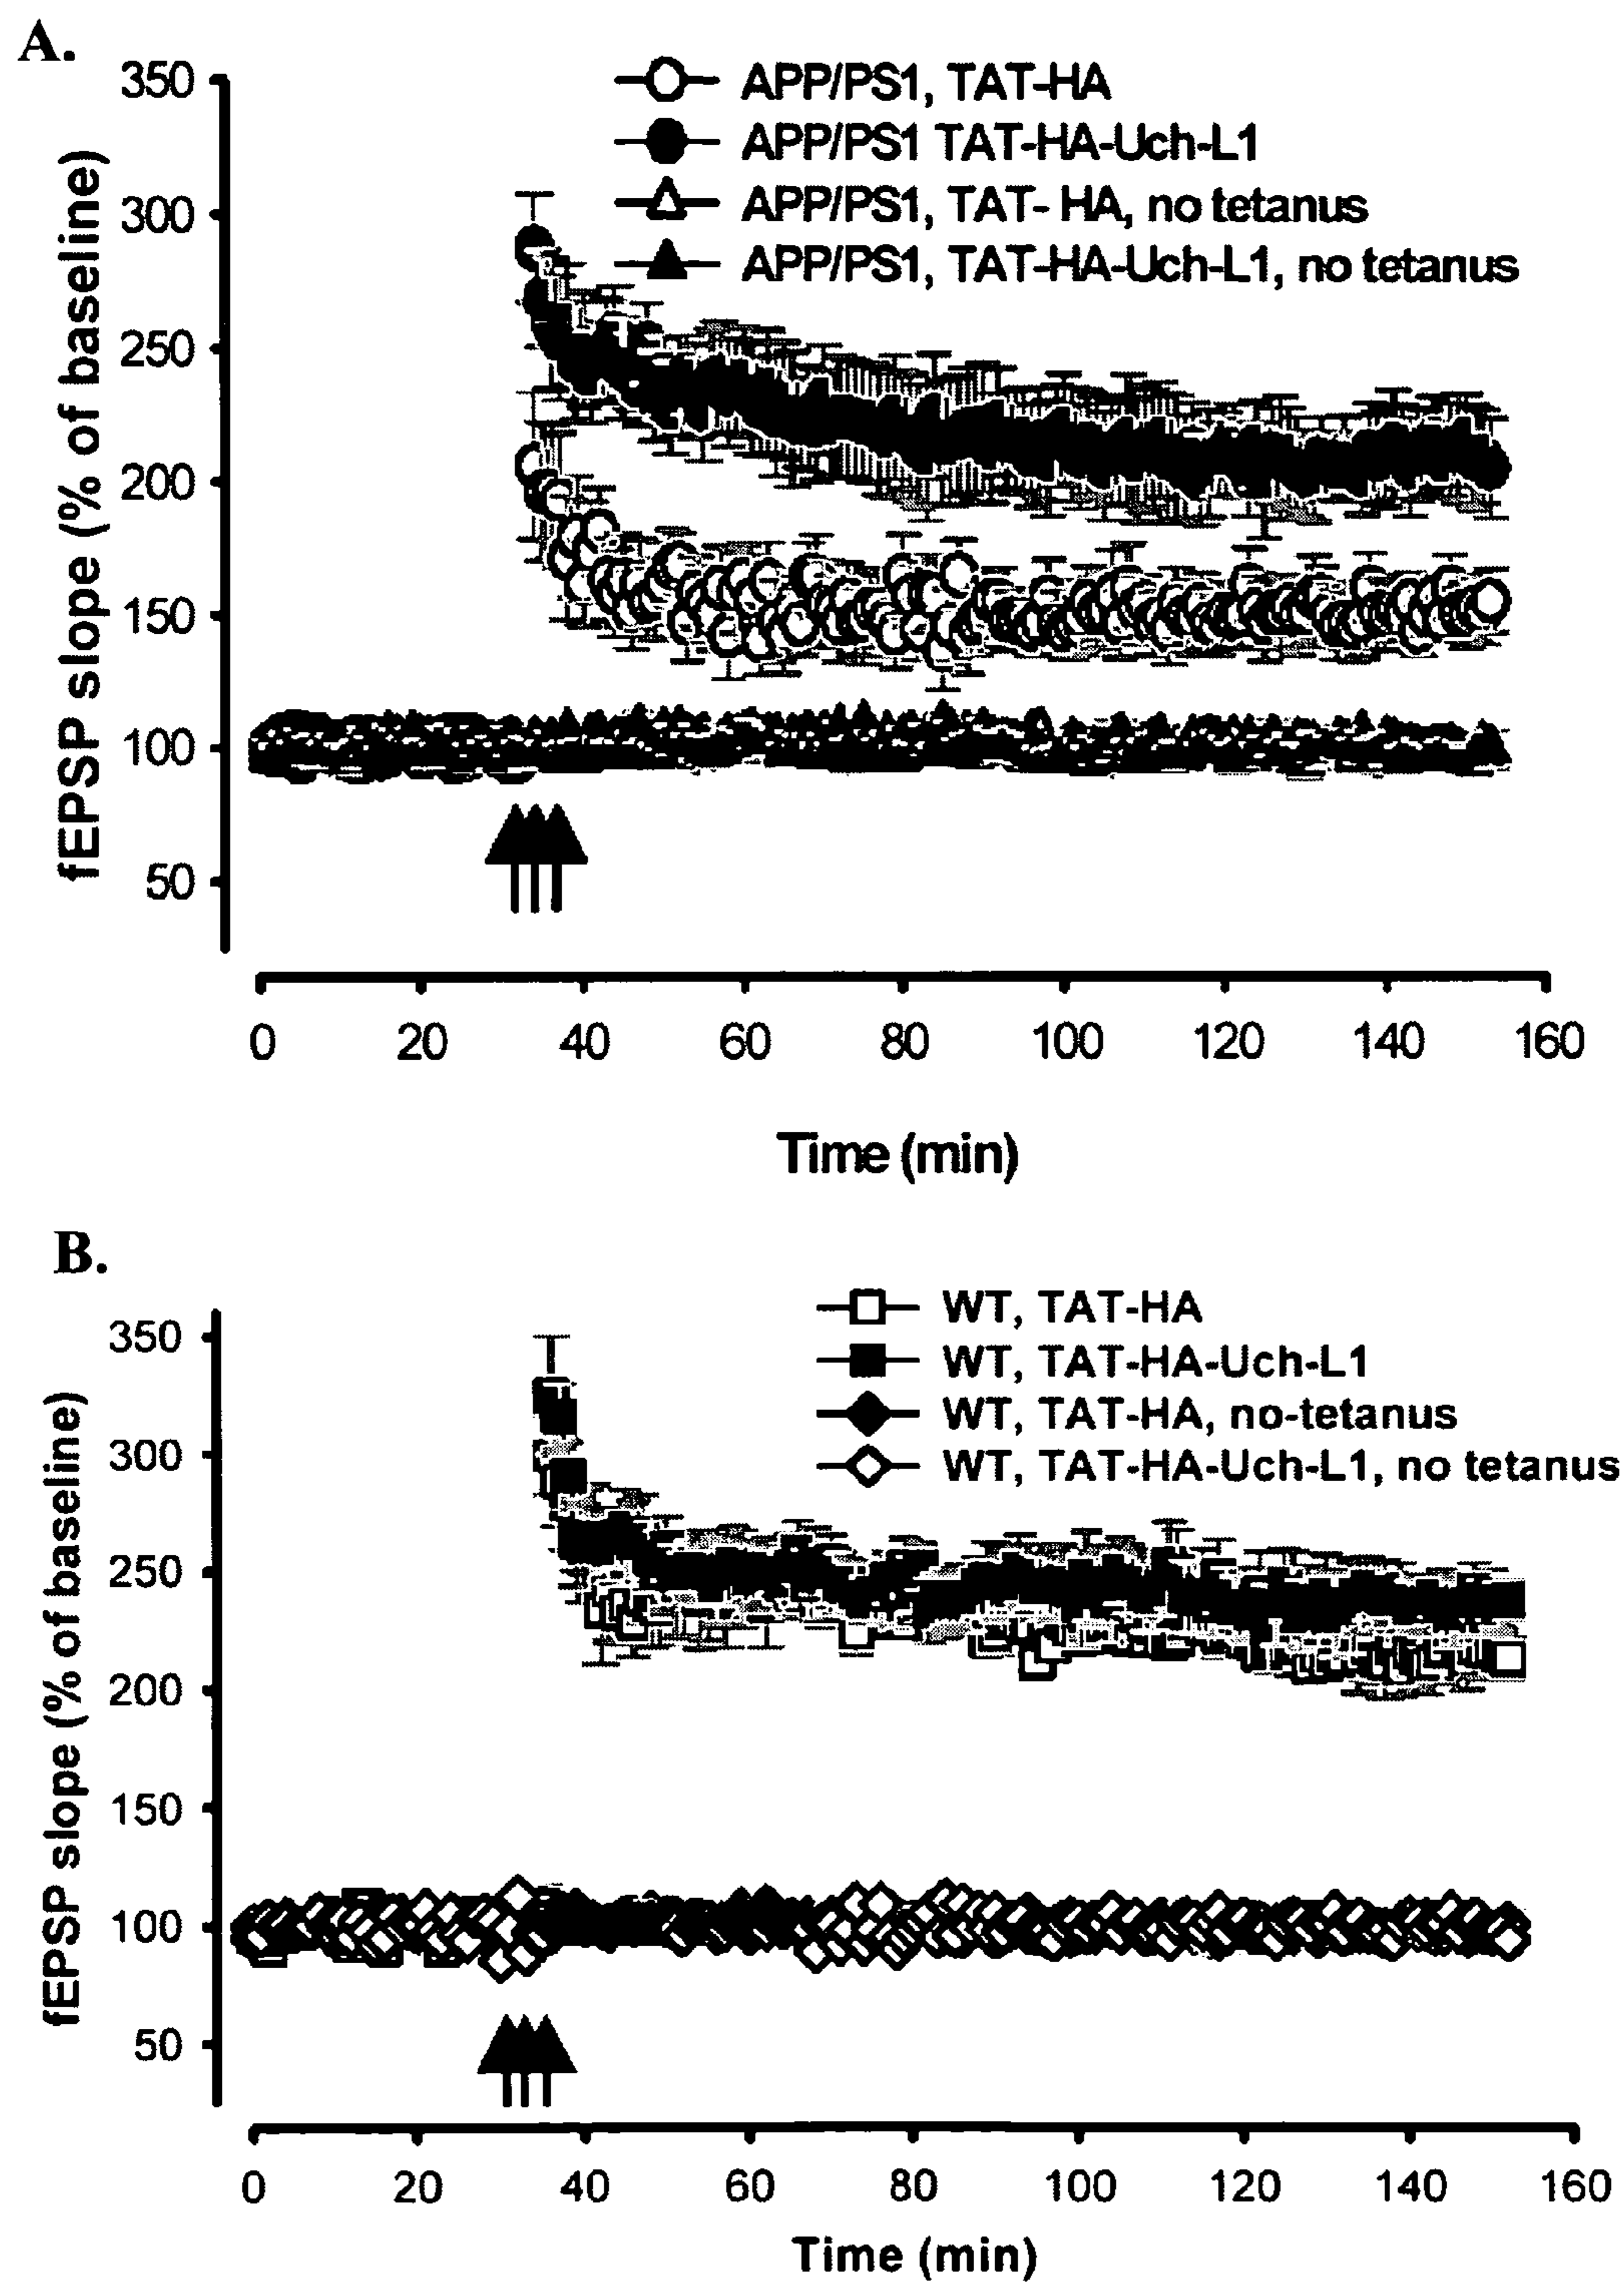 A.
APP/PS1, TAT-HA
APP/PS1 TAT-HA-Uch-L1
APP/PS1, TAT- HA, no tetanus
APP/PS1, TAT-HA-Uch-L1, no tetanus
fEPSP slope (% of baseline)
350
300
250
200
150
100
50
0 20 40 60 80 100 120 140 160
Time (min)
B.
WT, TAT-HA
WT, TAT-HA-Uch-L1
WT, TAT-HA, no-tetanus
WT, TAT-HA-Uch-L1, no tetanus
fEPSP slope (% of baseline)
350
300
250
200
150
100
50
0 20 40 60 80 100 120 140 160
Time (min)